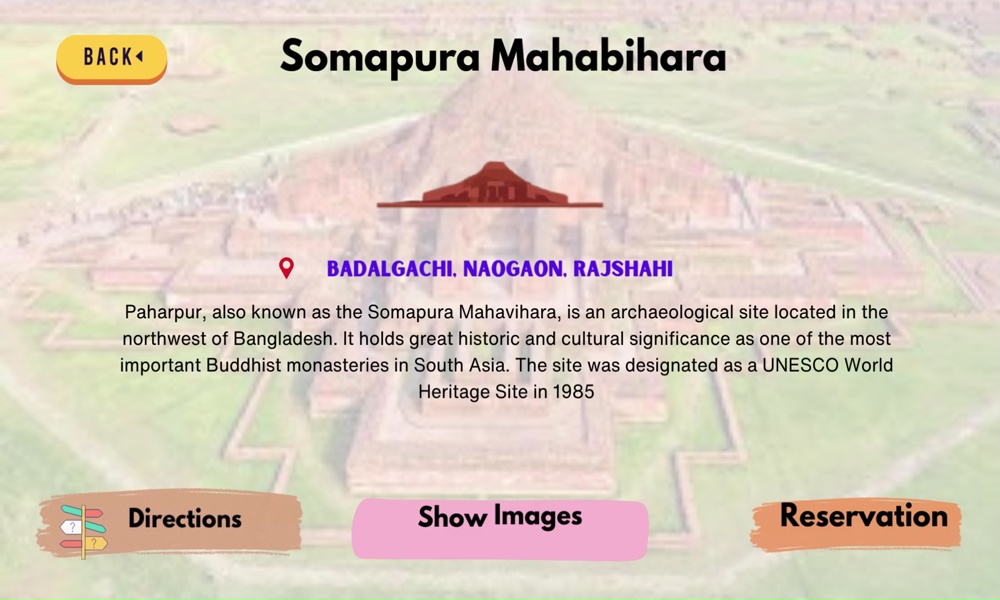 BACK
Somapura Mahabihara
BADALGACHI, NAOGAON, RAJSHAHI
Paharpur, also known as the Somapura Mahavihara, is an archaeological site located in the
northwest of Bangladesh. It holds great historic and cultural significance as one of the most
important Buddhist monasteries in South Asia. The site was designated as a UNESCO World
Heritage Site in 1985
? ? Directions
Show Images
Reservation